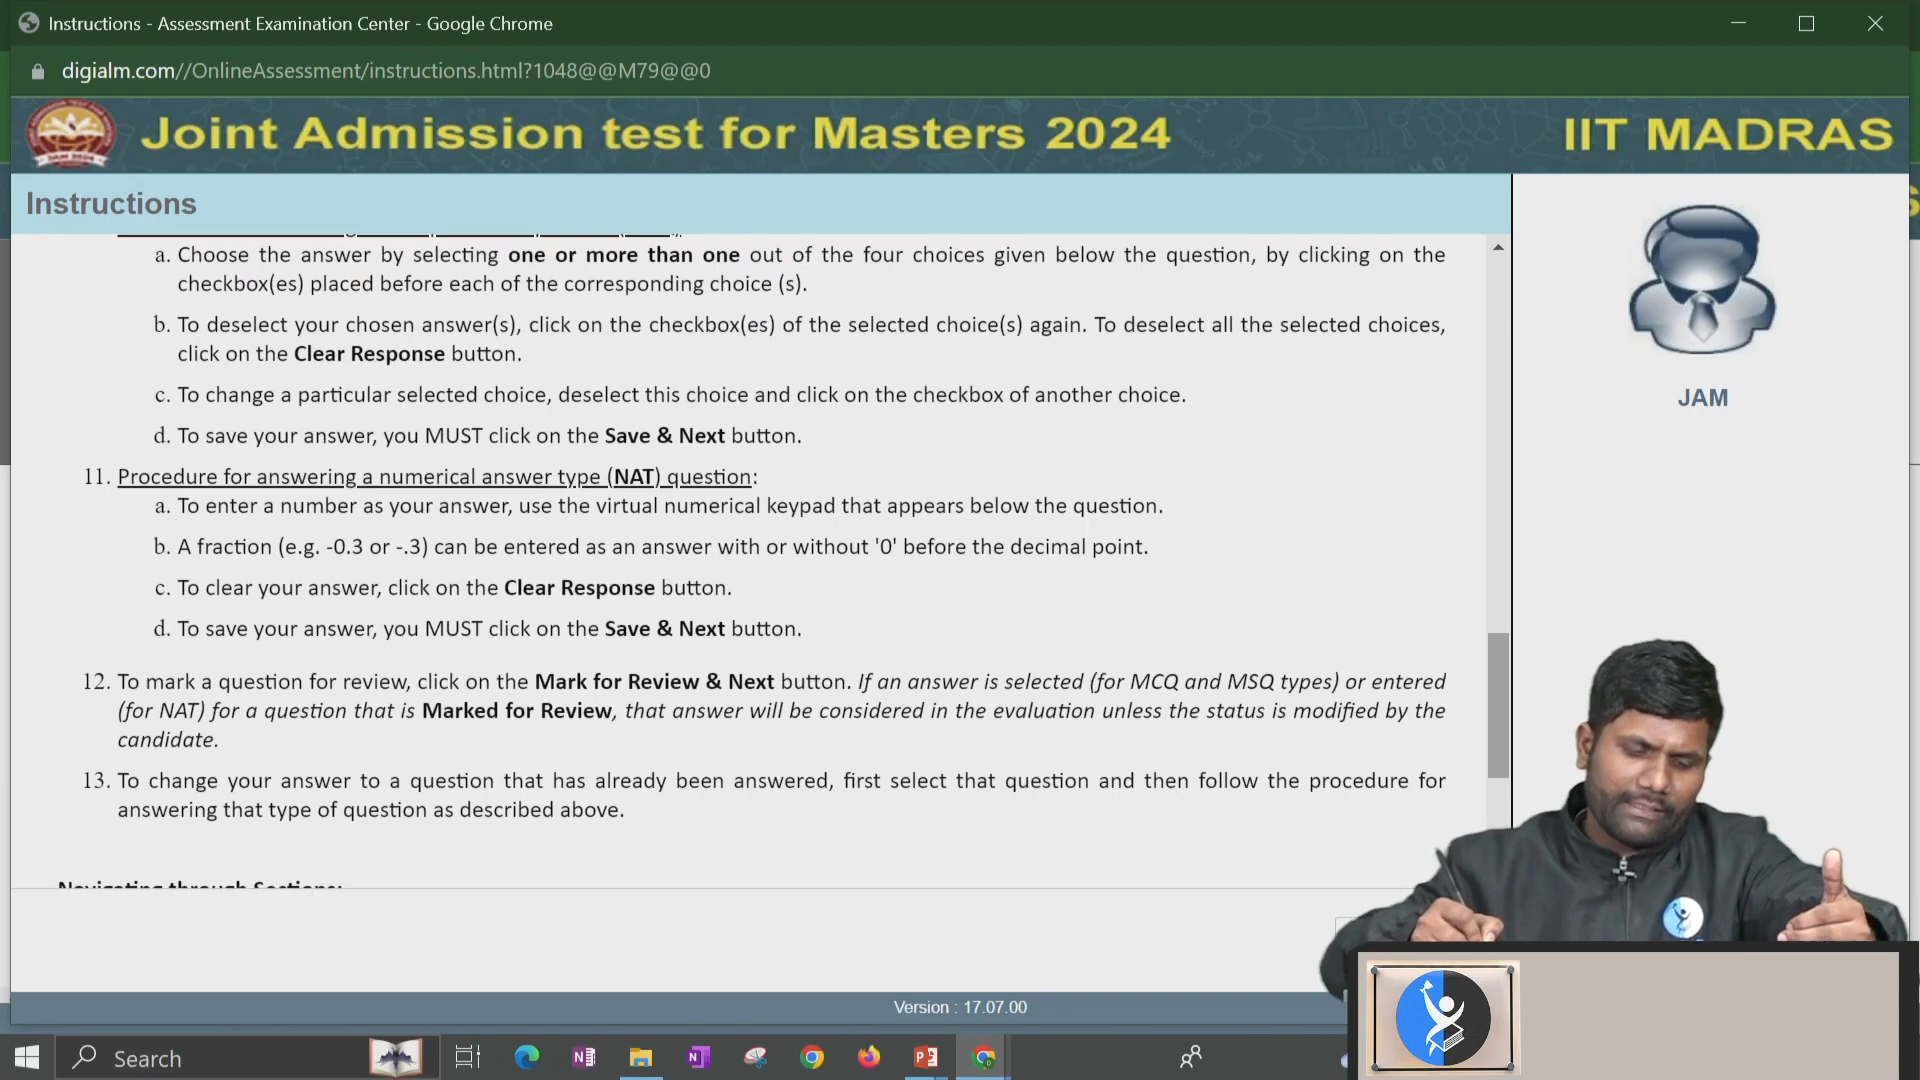 Instructions - Assessment Examination Center - Google Chrome
digialm.com//OnlineAssessment/instructions.html?1048@@M79@@0
Joint Admission test for Masters 2024
IIT MADRAS
Instructions
a. Choose the answer by selecting one or more than one out of the four choices given below the question, by clicking on the
checkbox(es) placed before each of the corresponding choice (s).
b. To deselect your chosen answer(s), click on the checkbox(es) of the selected choice(s) again. To deselect all the selected choices,
click on the Clear Response button.
c. To change a particular selected choice, deselect this choice and click on the checkbox of another choice.
d. To save your answer, you MUST click on the Save & Next button.
11. Procedure for answering a numerical answer type (NAT) question:
a. To enter a number as your answer, use the virtual numerical keypad that appears below the question.
b. A fraction (e.g. -0.3 or -.3) can be entered as an answer with or without '0' before the decimal point.
c. To clear your answer, click on the Clear Response button.
d. To save your answer, you MUST click on the Save & Next button.
12. To mark a question for review, click on the Mark for Review & Next button. If an answer is selected (for MCQ and MSQ types) or entered
(for NAT) for a question that is Marked for Review, that answer will be considered in the evaluation unless the status is modified by the
candidate.
13. To change your answer to a question that has already been answered, first select that question and then follow the procedure for
answering that type of question as described above.
Navigating through Sections:
JAM
Version : 17.07.00
Search